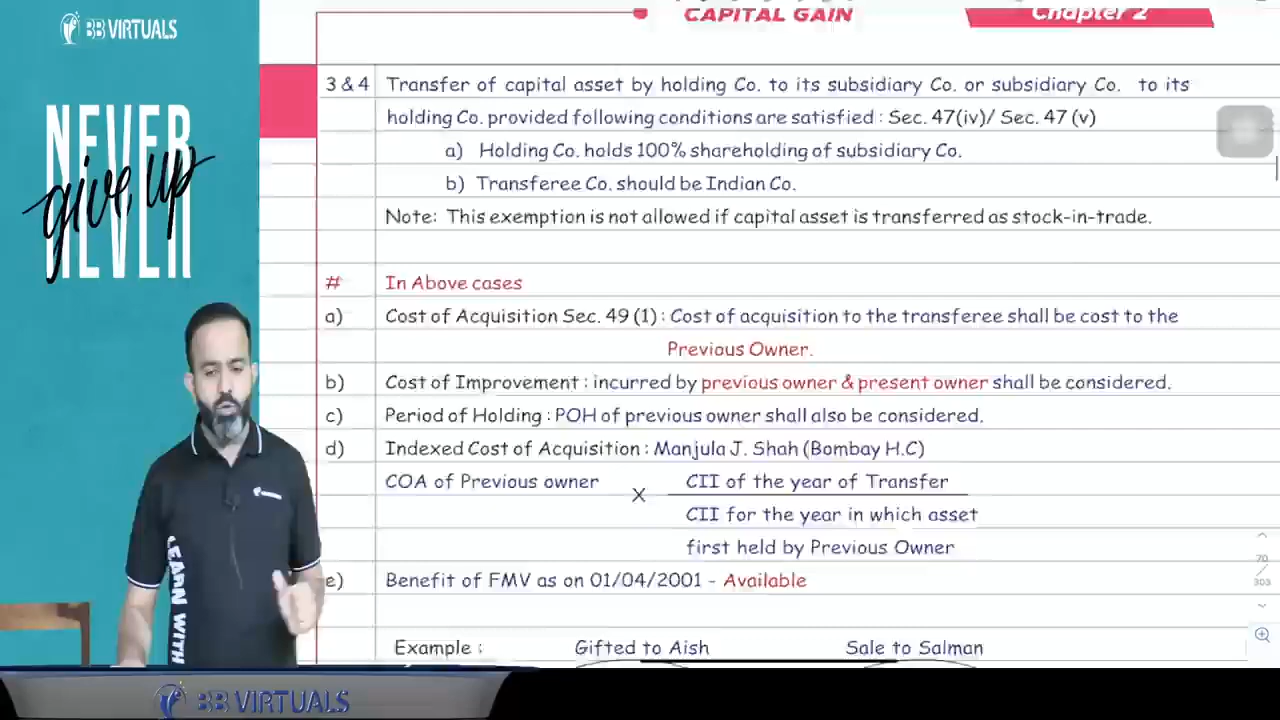 BB VIRTUALS
NEVER
give up
NEVER
LEARN WITH
BB VIRTUALS
CAPITAL GAIN
Chapter 2
3 & 4 Transfer of capital asset by holding Co. to its subsidiary Co. or subsidiary Co. to its
holding Co. provided following conditions are satisfied : Sec. 47(iv)/ Sec. 47 (v)
a) Holding Co. holds 100% shareholding of subsidiary Co.
b) Transferee Co. should be Indian Co.
Note: This exemption is not allowed if capital asset is transferred as stock-in-trade.
# In Above cases
a) Cost of Acquisition Sec. 49 (1) : Cost of acquisition to the transferee shall be cost to the
Previous Owner.
b) Cost of Improvement : incurred by previous owner & present owner shall be considered.
c) Period of Holding : POH of previous owner shall also be considered.
d) Indexed Cost of Acquisition : Manjula J. Shah (Bombay H.C)
COA of Previous owner x CII of the year of Transfer
CII for the year in which asset
first held by Previous Owner
e) Benefit of FMV as on 01/04/2001 - Available
Example : Gifted to Aish Sale to Salman
70
/
303